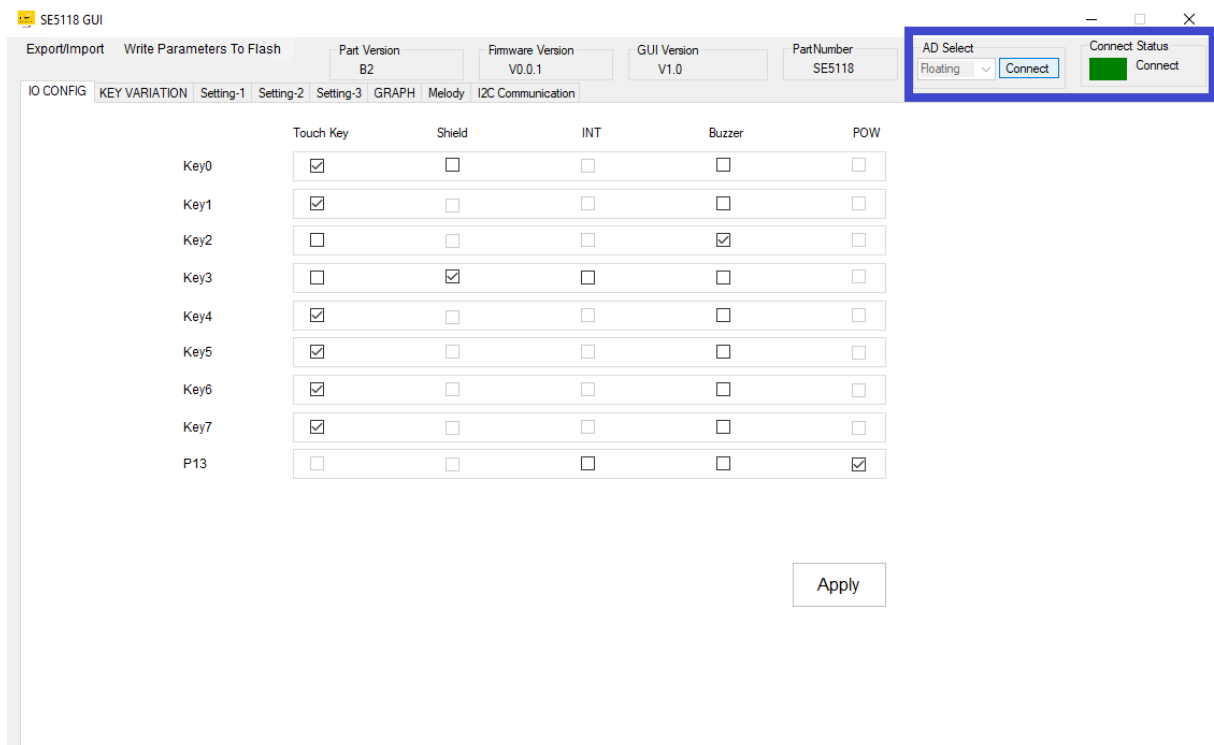 SE5118 GUI
Export/Import Write Parameters To Flash
Part Version
B2
Firmware Version
V0.0.1
GUI Version
V1.0
PartNumber
SE5118
AD Select
Floating Connect
Connect Status
Connect
IO CONFIG KEY VARIATION Setting-1 Setting-2 Setting-3 GRAPH Melody I2C Communication
Touch Key Shield INT Buzzer POW
Key0
Key1
Key2
Key3
Key4
Key5
Key6
Key7
P13
Apply